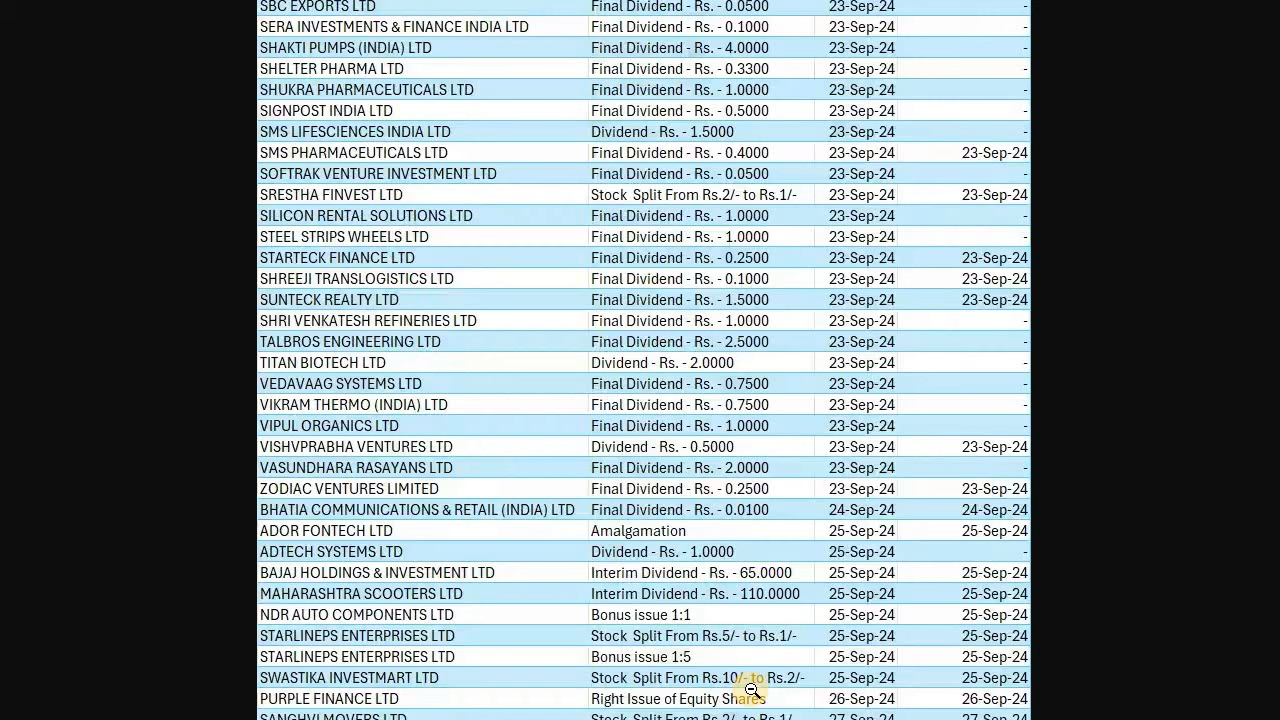 SBC EXPORTS LTD Final Dividend - Rs. - 0.0500 23-Sep-24 -
SERA INVESTMENTS & FINANCE INDIA LTD Final Dividend - Rs. - 0.1000 23-Sep-24 -
SHAKTI PUMPS (INDIA) LTD Final Dividend - Rs. - 4.0000 23-Sep-24 -
SHELTER PHARMA LTD Final Dividend - Rs. - 0.3300 23-Sep-24 -
SHUKRA PHARMACEUTICALS LTD Final Dividend - Rs. - 1.0000 23-Sep-24 -
SIGNPOST INDIA LTD Final Dividend - Rs. - 0.5000 23-Sep-24 -
SMS LIFESCIENCES INDIA LTD Dividend - Rs. - 1.5000 23-Sep-24 -
SMS PHARMACEUTICALS LTD Final Dividend - Rs. - 0.4000 23-Sep-24 23-Sep-24
SOFTRAK VENTURE INVESTMENT LTD Final Dividend - Rs. - 0.0500 23-Sep-24 -
SRESTHA FINVEST LTD Stock Split From Rs.2/- to Rs.1/- 23-Sep-24 23-Sep-24
SILICON RENTAL SOLUTIONS LTD Final Dividend - Rs. - 1.0000 23-Sep-24 -
STEEL STRIPS WHEELS LTD Final Dividend - Rs. - 1.0000 23-Sep-24 -
STARTECK FINANCE LTD Final Dividend - Rs. - 0.2500 23-Sep-24 23-Sep-24
SHREEJI TRANSLOGISTICS LTD Final Dividend - Rs. - 0.1000 23-Sep-24 23-Sep-24
SUNTECK REALTY LTD Final Dividend - Rs. - 1.5000 23-Sep-24 23-Sep-24
SHRI VENKATESH REFINERIES LTD Final Dividend - Rs. - 1.0000 23-Sep-24 -
TALBROS ENGINEERING LTD Final Dividend - Rs. - 2.5000 23-Sep-24 -
TITAN BIOTECH LTD Dividend - Rs. - 2.0000 23-Sep-24 -
VEDAVAAG SYSTEMS LTD Final Dividend - Rs. - 0.7500 23-Sep-24 -
VIKRAM THERMO (INDIA) LTD Final Dividend - Rs. - 0.7500 23-Sep-24 -
VIPUL ORGANICS LTD Final Dividend - Rs. - 1.0000 23-Sep-24 -
VISHVPRABHA VENTURES LTD Dividend - Rs. - 0.5000 23-Sep-24 23-Sep-24
VASUNDHARA RASAYANS LTD Final Dividend - Rs. - 2.0000 23-Sep-24 -
ZODIAC VENTURES LIMITED Final Dividend - Rs. - 0.2500 23-Sep-24 23-Sep-24
BHATIA COMMUNICATIONS & RETAIL (INDIA) LTD Final Dividend - Rs. - 0.0100 24-Sep-24 24-Sep-24
ADOR FONTECH LTD Amalgamation 25-Sep-24 25-Sep-24
ADTECH SYSTEMS LTD Dividend - Rs. - 1.0000 25-Sep-24 -
BAJAJ HOLDINGS & INVESTMENT LTD Interim Dividend - Rs. - 65.0000 25-Sep-24 25-Sep-24
MAHARASHTRA SCOOTERS LTD Interim Dividend - Rs. - 110.0000 25-Sep-24 25-Sep-24
NDR AUTO COMPONENTS LTD Bonus issue 1:1 25-Sep-24 25-Sep-24
STARLINEPS ENTERPRISES LTD Stock Split From Rs.5/- to Rs.1/- 25-Sep-24 25-Sep-24
STARLINEPS ENTERPRISES LTD Bonus issue 1:5 25-Sep-24 25-Sep-24
SWASTIKA INVESTMART LTD Stock Split From Rs.10/- to Rs.2/- 25-Sep-24 25-Sep-24
PURPLE FINANCE LTD Right Issue of Equity Shares 26-Sep-24 26-Sep-24
SANGHVI MOVERS LTD Stock Split From Rs.2/- to Rs.1/- 27-Sep-24 27-Sep-24